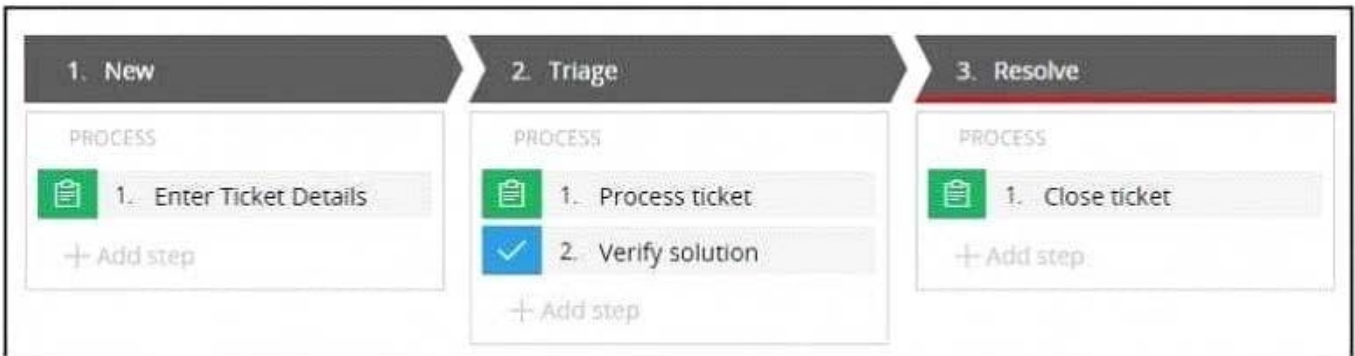 1. New
PROCESS
1. Enter Ticket Details
+ Add step
2. Triage
PROCESS
1. Process ticket
2. Verify solution
+ Add step
3. Resolve
PROCESS
1. Close ticket
+ Add step